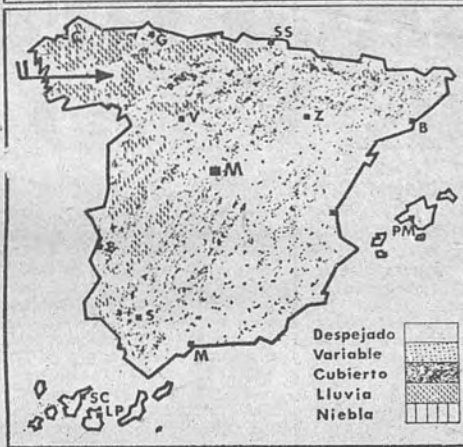 C
G
SS
V
Z
B
M
PM
B
S
M
SC
LP
Despejado
Variable
Cubierto
Lluvia
Niebla